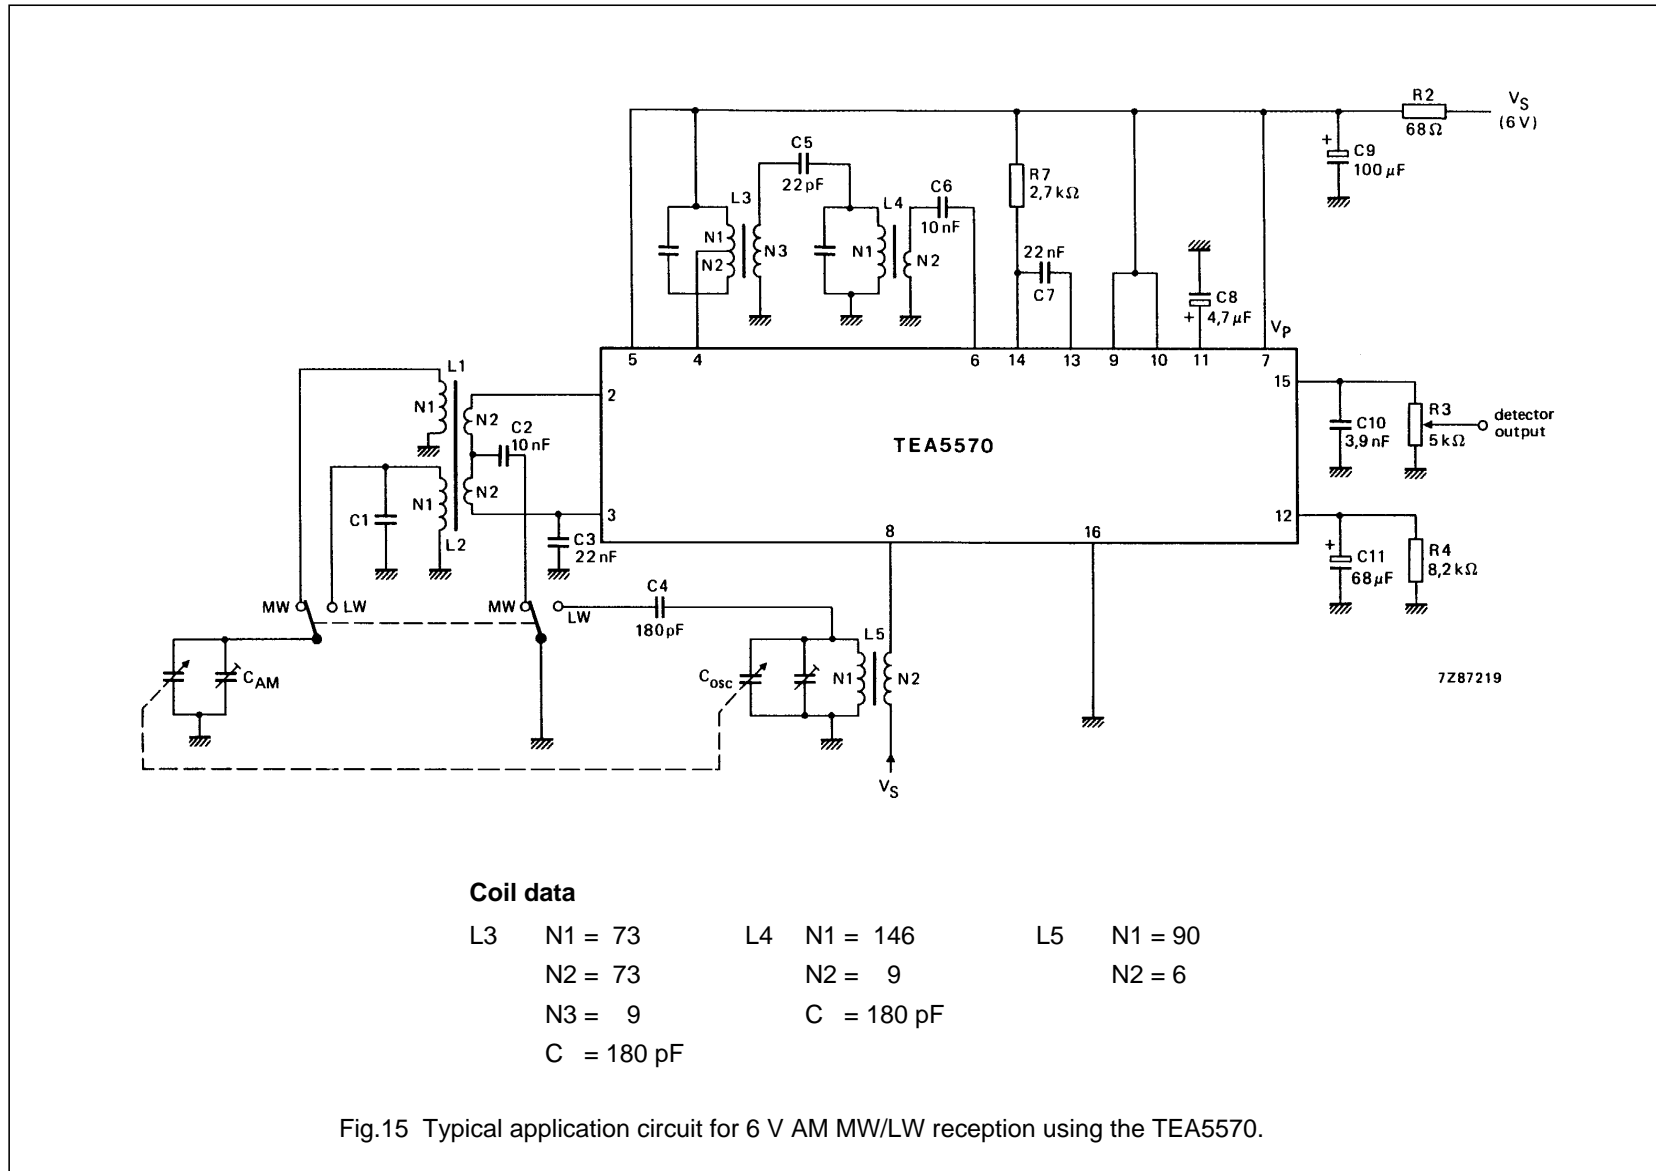 R2
68Ω
V_S
(6 V)
+
C9
100 μF
C5
22 pF
R7
2,7 kΩ
L3
L4
C6
10 nF
N1
N2
N3
N1
N2
22 nF
C7
C8
+ 4,7 μF
V_P
5 4 6 14 13 9 10 11 7
L1
N1
N2
C2
10 nF
N2
N1
C1
L2
2
3
TEA5570
15
12
8
16
C10
3,9 nF
R3
5 kΩ
detector
output
+
C11
68 μF
R4
8,2 kΩ
C3
22 nF
MW LW
MW LW
C4
180 pF
L5
C_AM
C_osc
N1
N2
V_S
7Z87219
Coil data
L3 N1 = 73 L4 N1 = 146 L5 N1 = 90
N2 = 73 N2 = 9 N2 = 6
N3 = 9 C = 180 pF
C = 180 pF
Fig.15 Typical application circuit for 6 V AM MW/LW reception using the TEA5570.